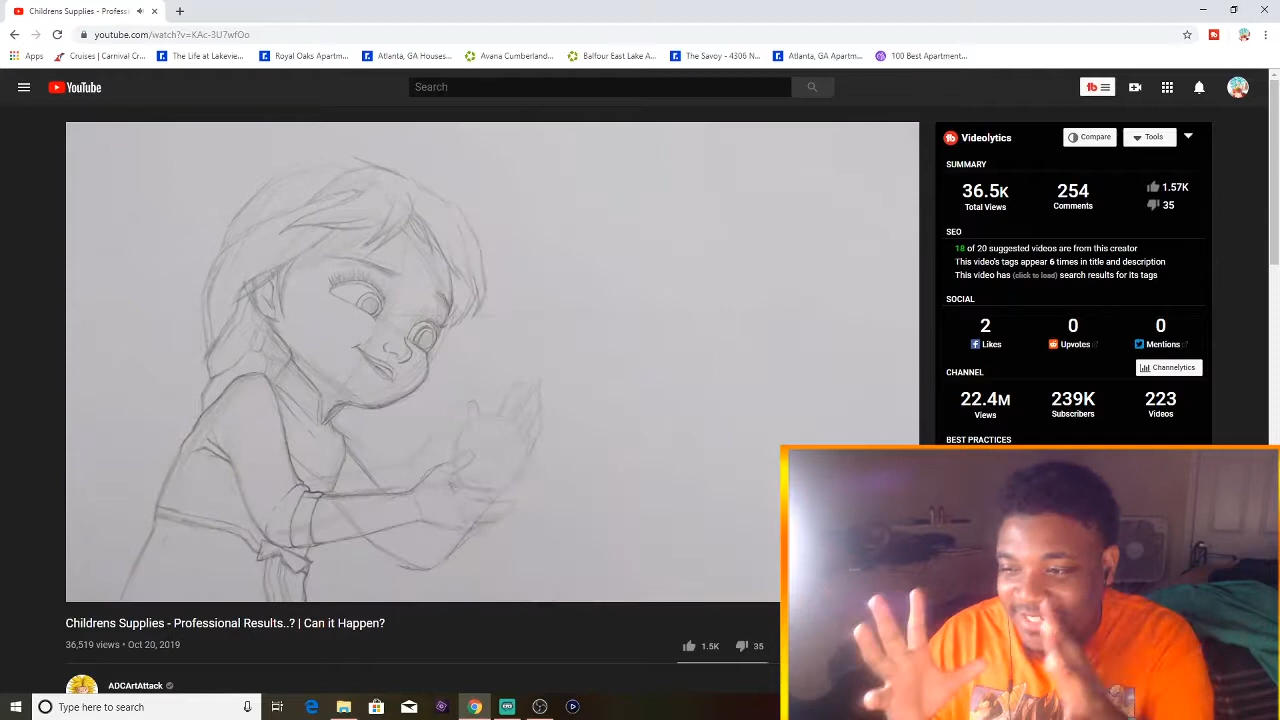 Childrens Supplies - Profess
youtube.com/watch?v=KAc-3U7wfOo
Apps Cruises | Carnival Cr... The Life at Lakevie... Royal Oaks Apartm... Atlanta, GA Houses... Avana Cumberland... Balfour East Lake A... The Savoy - 4306 N... Atlanta, GA Apartm... 100 Best Apartment...
YouTube
Search
Videolytics
Compare
Tools
SUMMARY
36.5K
Total Views
254
Comments
1.57K
35
SEO
18 of 20 suggested videos are from this creator
This video's tags appear 6 times in title and description
This video has (click to load) search results for its tags
SOCIAL
2
Likes
0
Upvotes
0
Mentions
CHANNEL
Channelytics
22.4M
Views
239K
Subscribers
223
Videos
BEST PRACTICES
Childrens Supplies - Professional Results..? | Can it Happen?
36,519 views • Oct 20, 2019
1.5K
35
ADCArtAttack
Type here to search